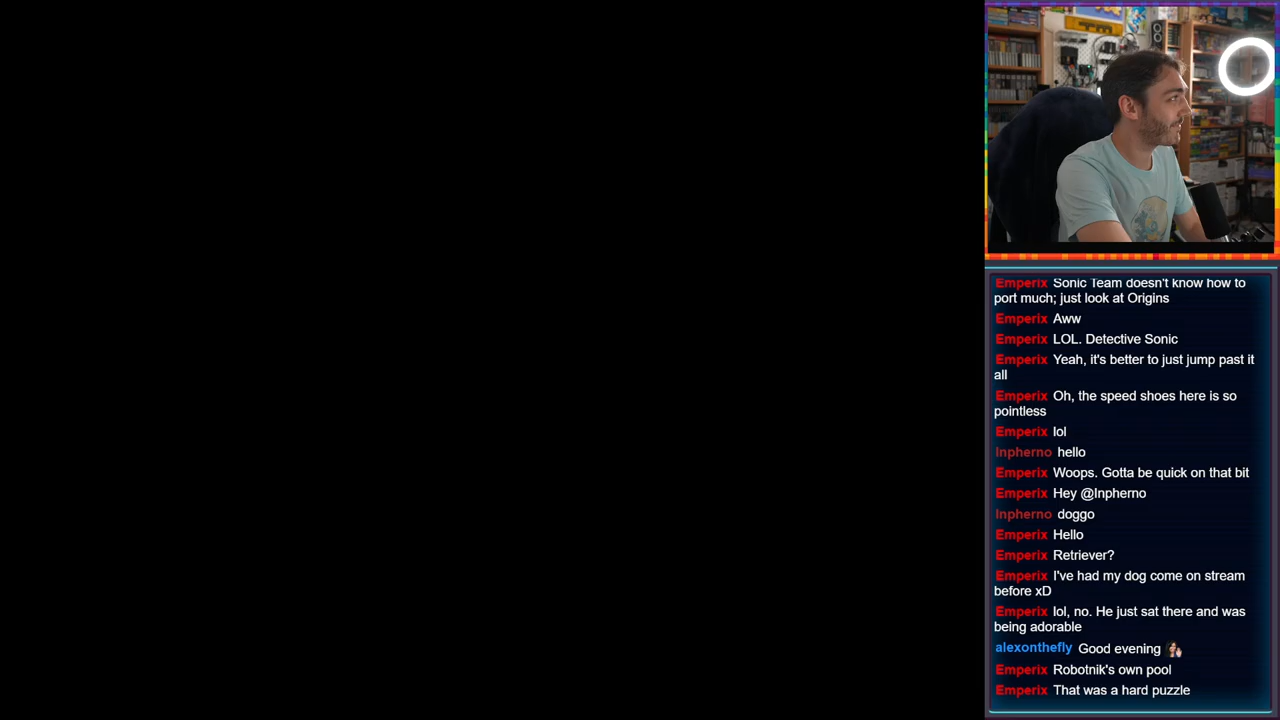 Emperix Sonic Team doesn't know how to
port much; just look at Origins
Emperix Aww
Emperix LOL. Detective Sonic
Emperix Yeah, it's better to just jump past it
all
Emperix Oh, the speed shoes here is so
pointless
Emperix lol
Inpherno hello
Emperix Woops. Gotta be quick on that bit
Emperix Hey @Inpherno
Inpherno doggo
Emperix Hello
Emperix Retriever?
Emperix I've had my dog come on stream
before xD
Emperix lol, no. He just sat there and was
being adorable
alexonthefly Good evening
Emperix Robotnik's own pool
Emperix That was a hard puzzle